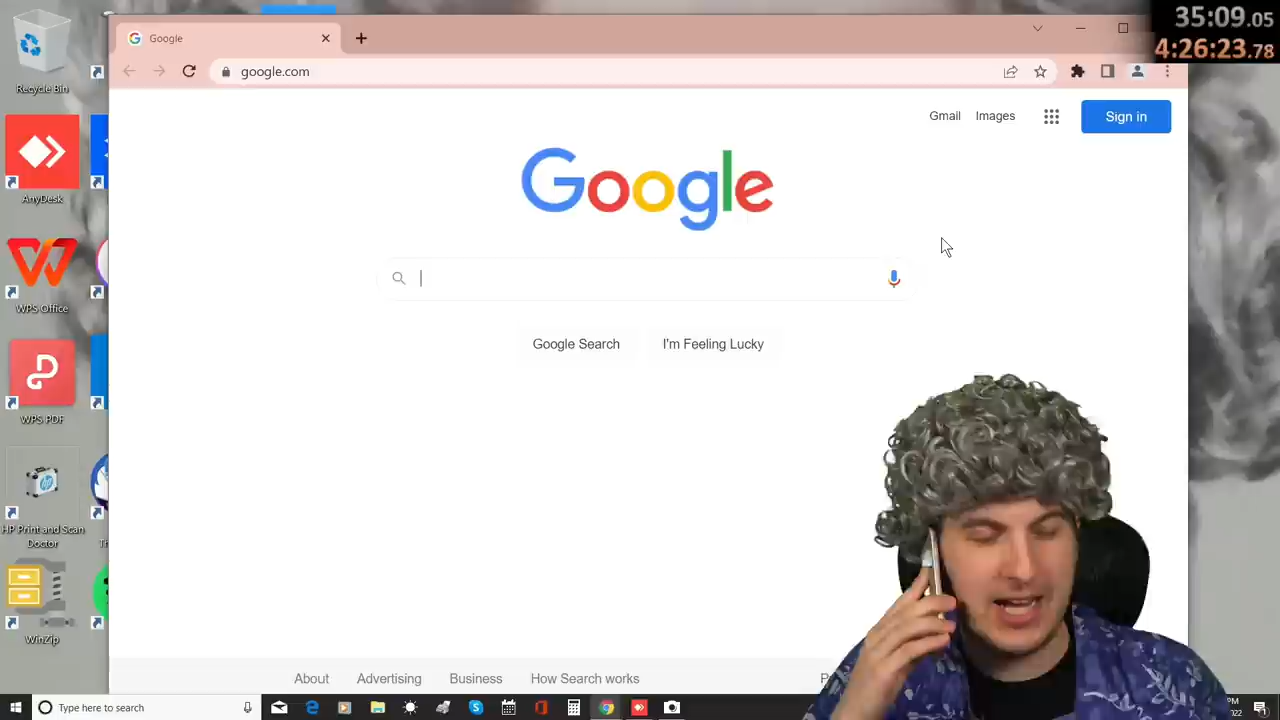 35:09.05
4:26:23.78
Google
google.com
Gmail
Images
Sign in
Google
Google Search
I'm Feeling Lucky
About
Advertising
Business
How Search works
Recycle Bin
AnyDesk
WPS Office
WPS PDF
HP Print and Scan
Doctor
WinZip
Type here to search
2022